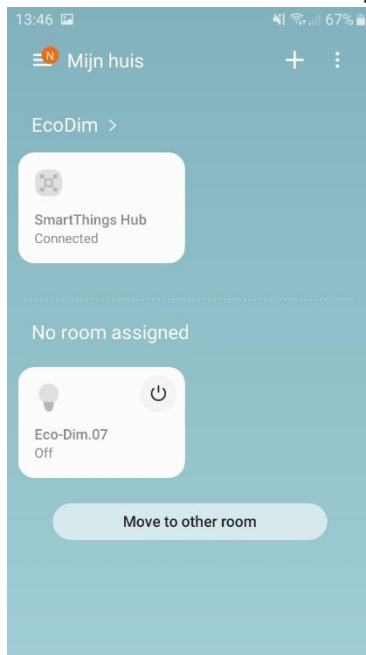 13:46 67%
N
Mijn huis
EcoDim >
SmartThings Hub
Connected
No room assigned
Eco-Dim.07
Off
Move to other room